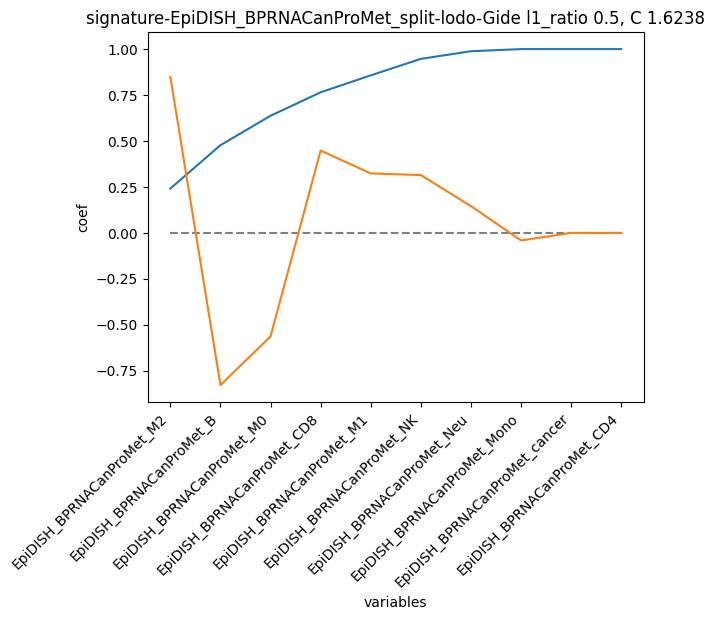 signature-EpiDISH_BPRNACanProMet_split-lodo-Gide l1_ratio 0.5, C 1.6238
1.00
0.75
0.50
0.25
0.00
−0.25
−0.50
−0.75
coef
EpiDISH_BPRNACanProMet_M2
EpiDISH_BPRNACanProMet_B
EpiDISH_BPRNACanProMet_M0
EpiDISH_BPRNACanProMet_CD8
EpiDISH_BPRNACanProMet_M1
EpiDISH_BPRNACanProMet_NK
EpiDISH_BPRNACanProMet_Neu
EpiDISH_BPRNACanProMet_Mono
EpiDISH_BPRNACanProMet_cancer
EpiDISH_BPRNACanProMet_CD4
variables